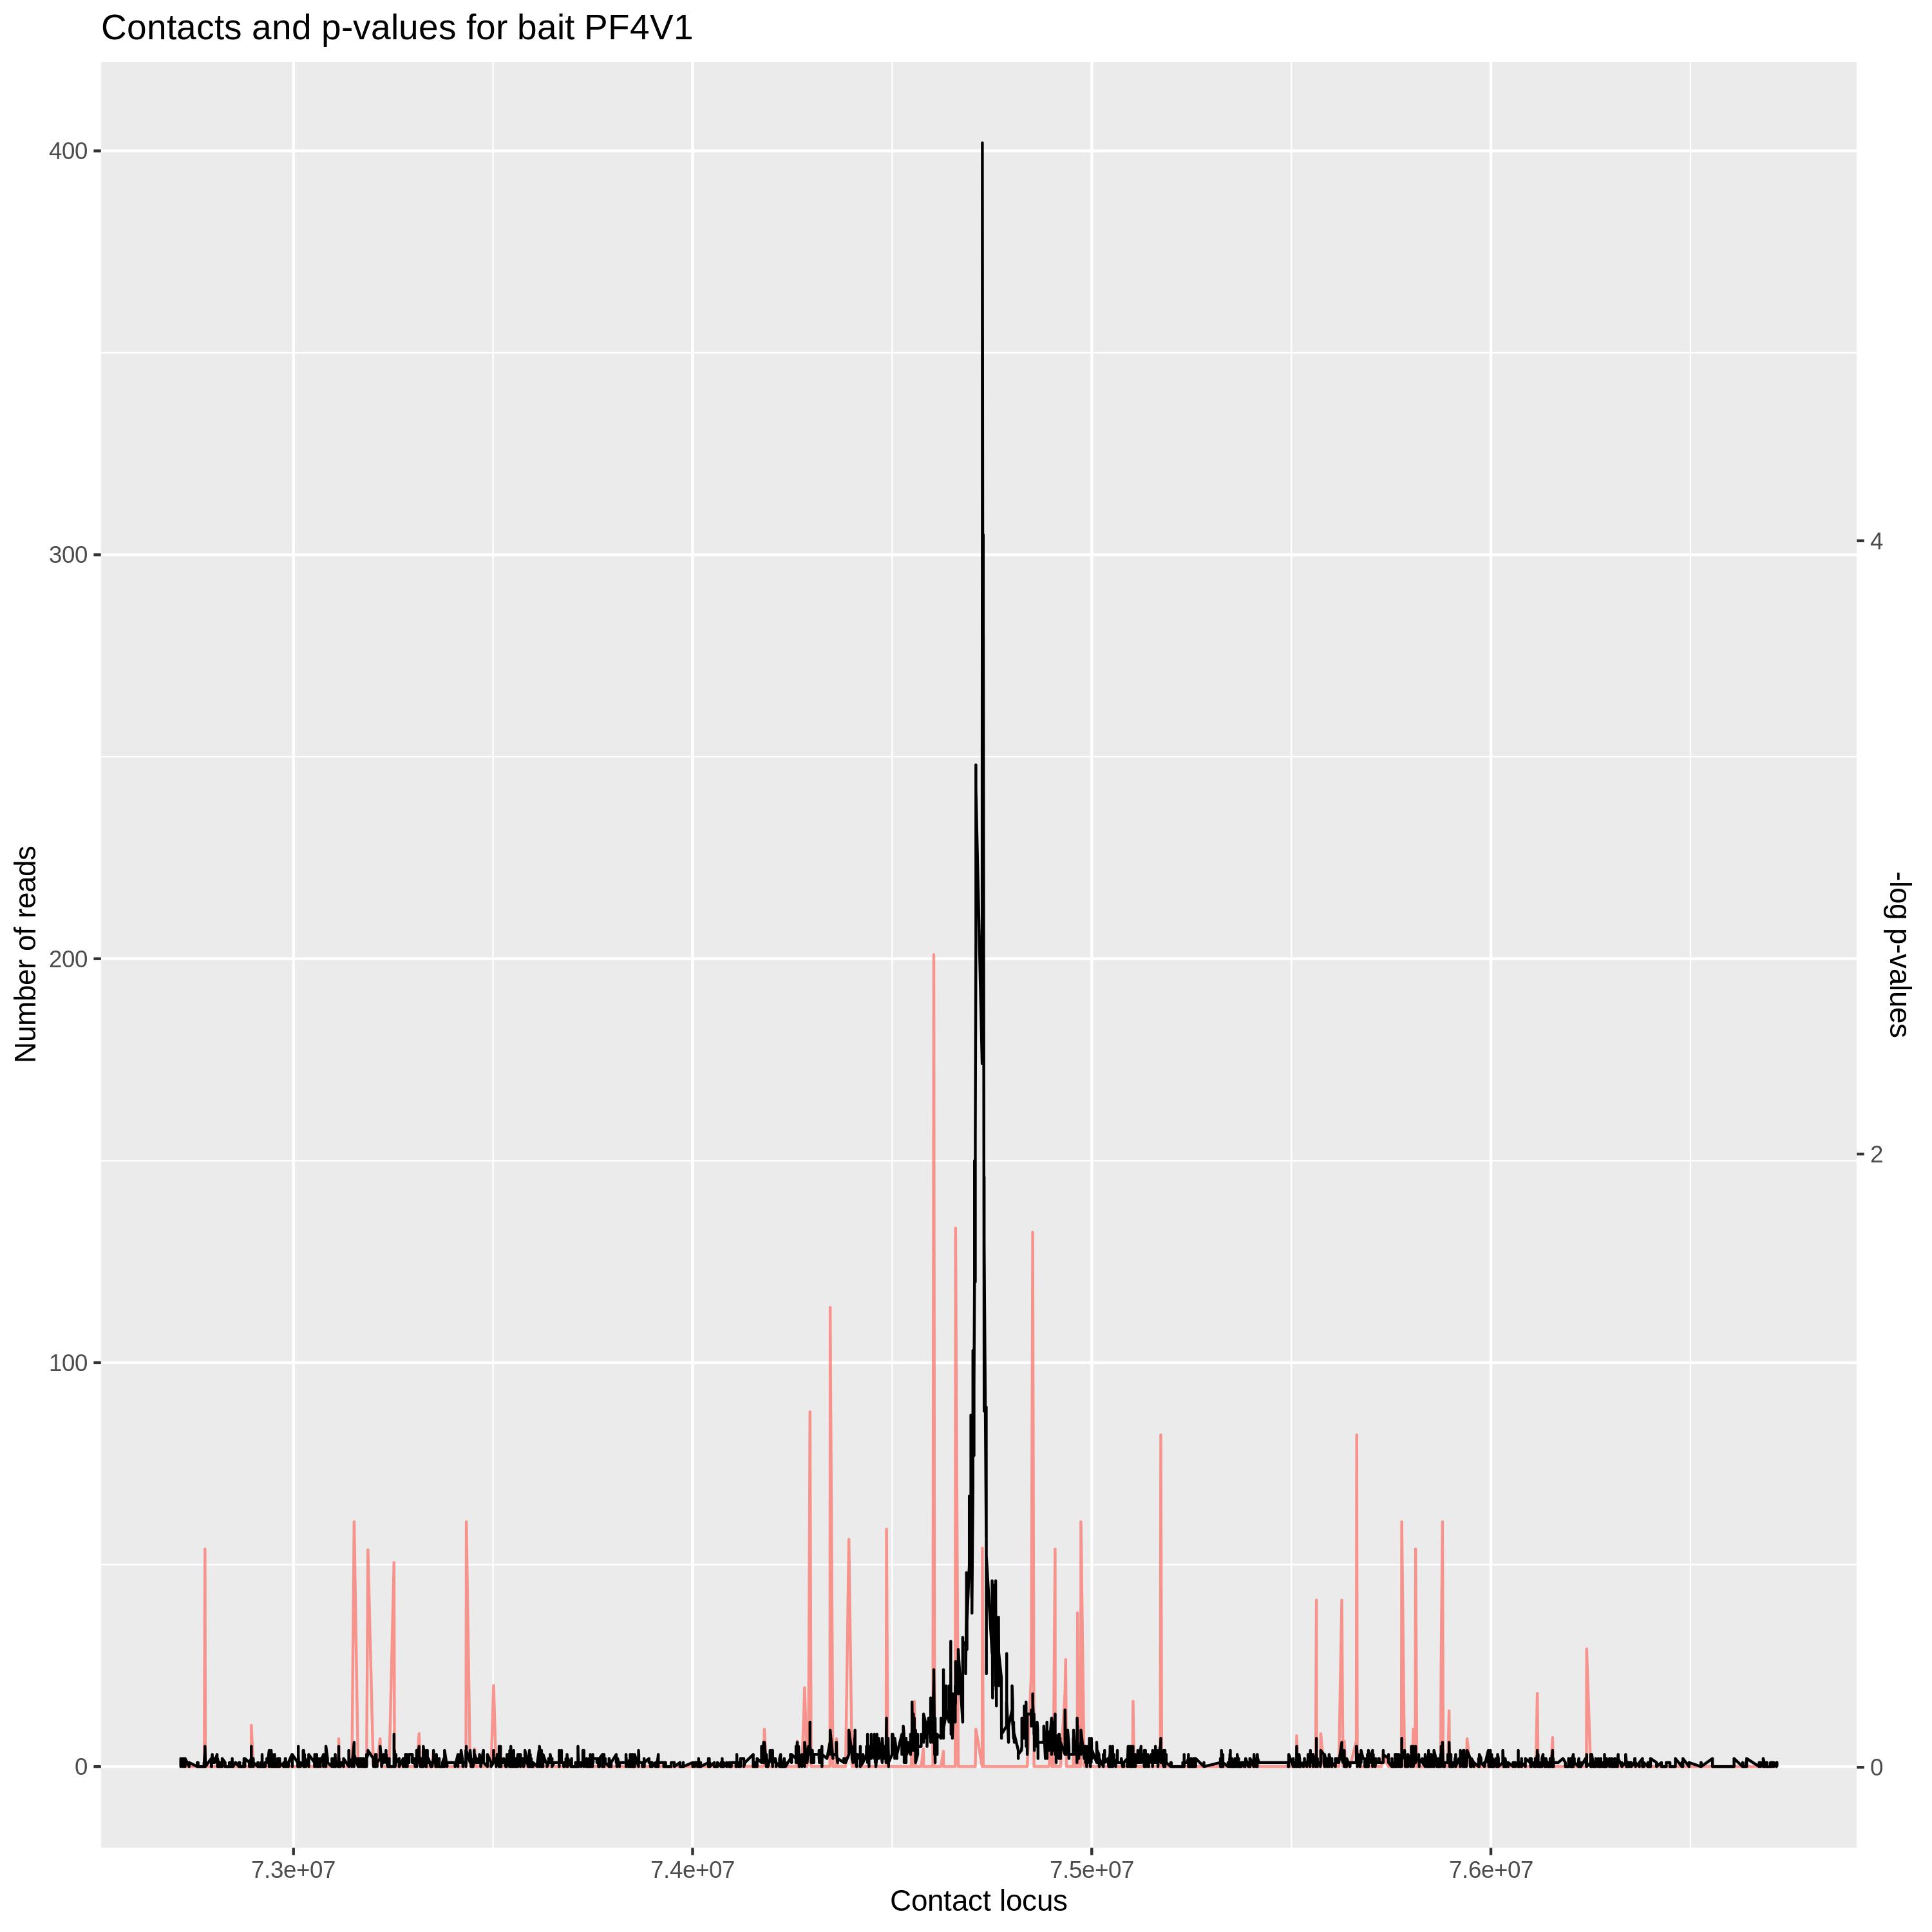 Contacts and p-values for bait PF4V1
400
300
200
100
0
Number of reads
4
2
0
-log p-values
7.3e+07 7.4e+07 7.5e+07 7.6e+07
Contact locus